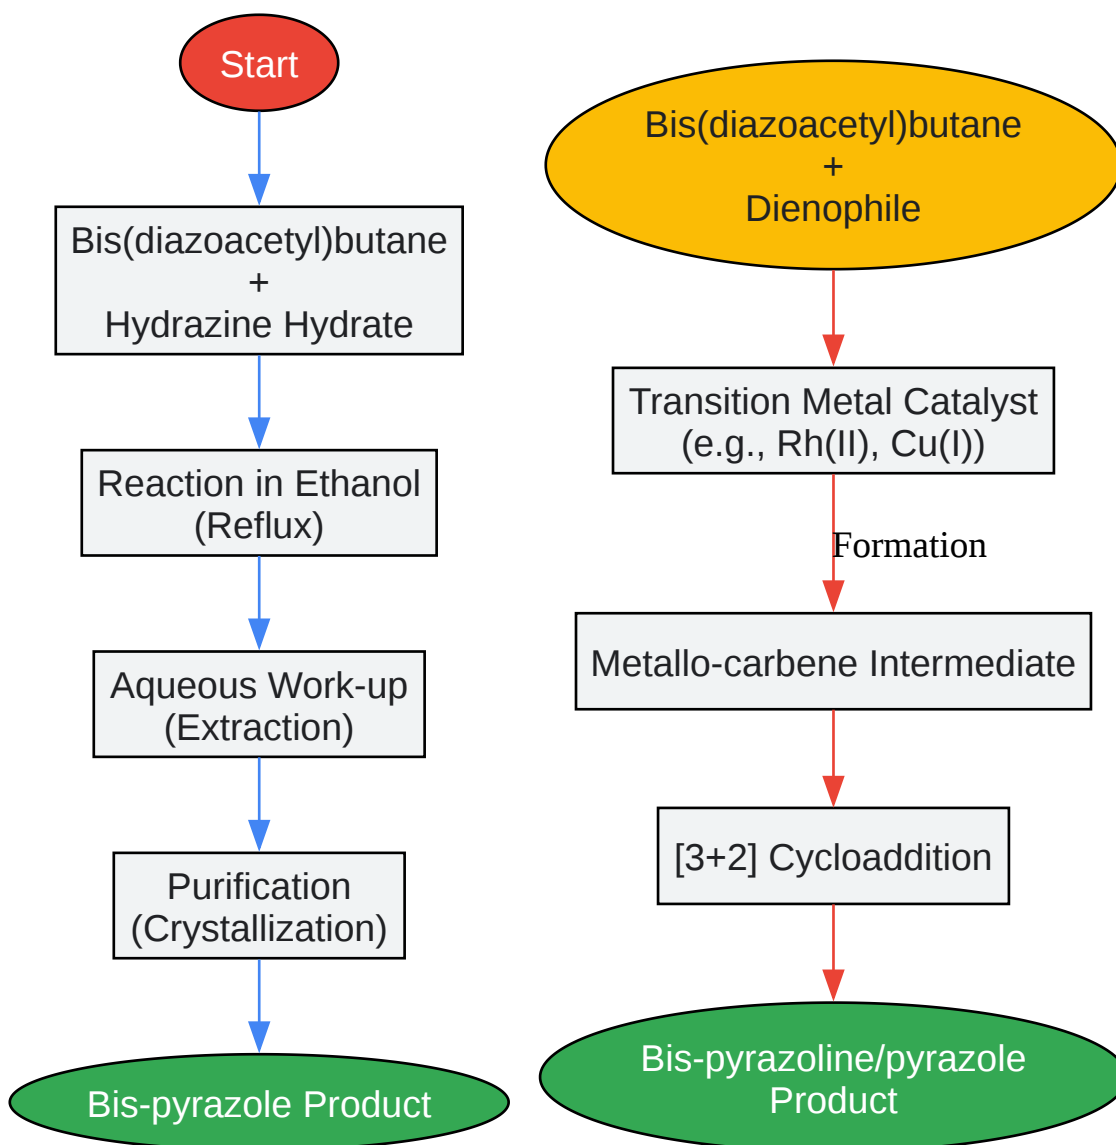 Start
Bis(diazoacetyl)butane
+
Hydrazine Hydrate
Reaction in Ethanol
(Reflux)
Aqueous Work-up
(Extraction)
Purification
(Crystallization)
Bis-pyrazole Product
Bis(diazoacetyl)butane
+
Dienophile
Transition Metal Catalyst
(e.g., Rh(II), Cu(I))
Formation
Metallo-carbene Intermediate
[3+2] Cycloaddition
Bis-pyrazoline/pyrazole
Product